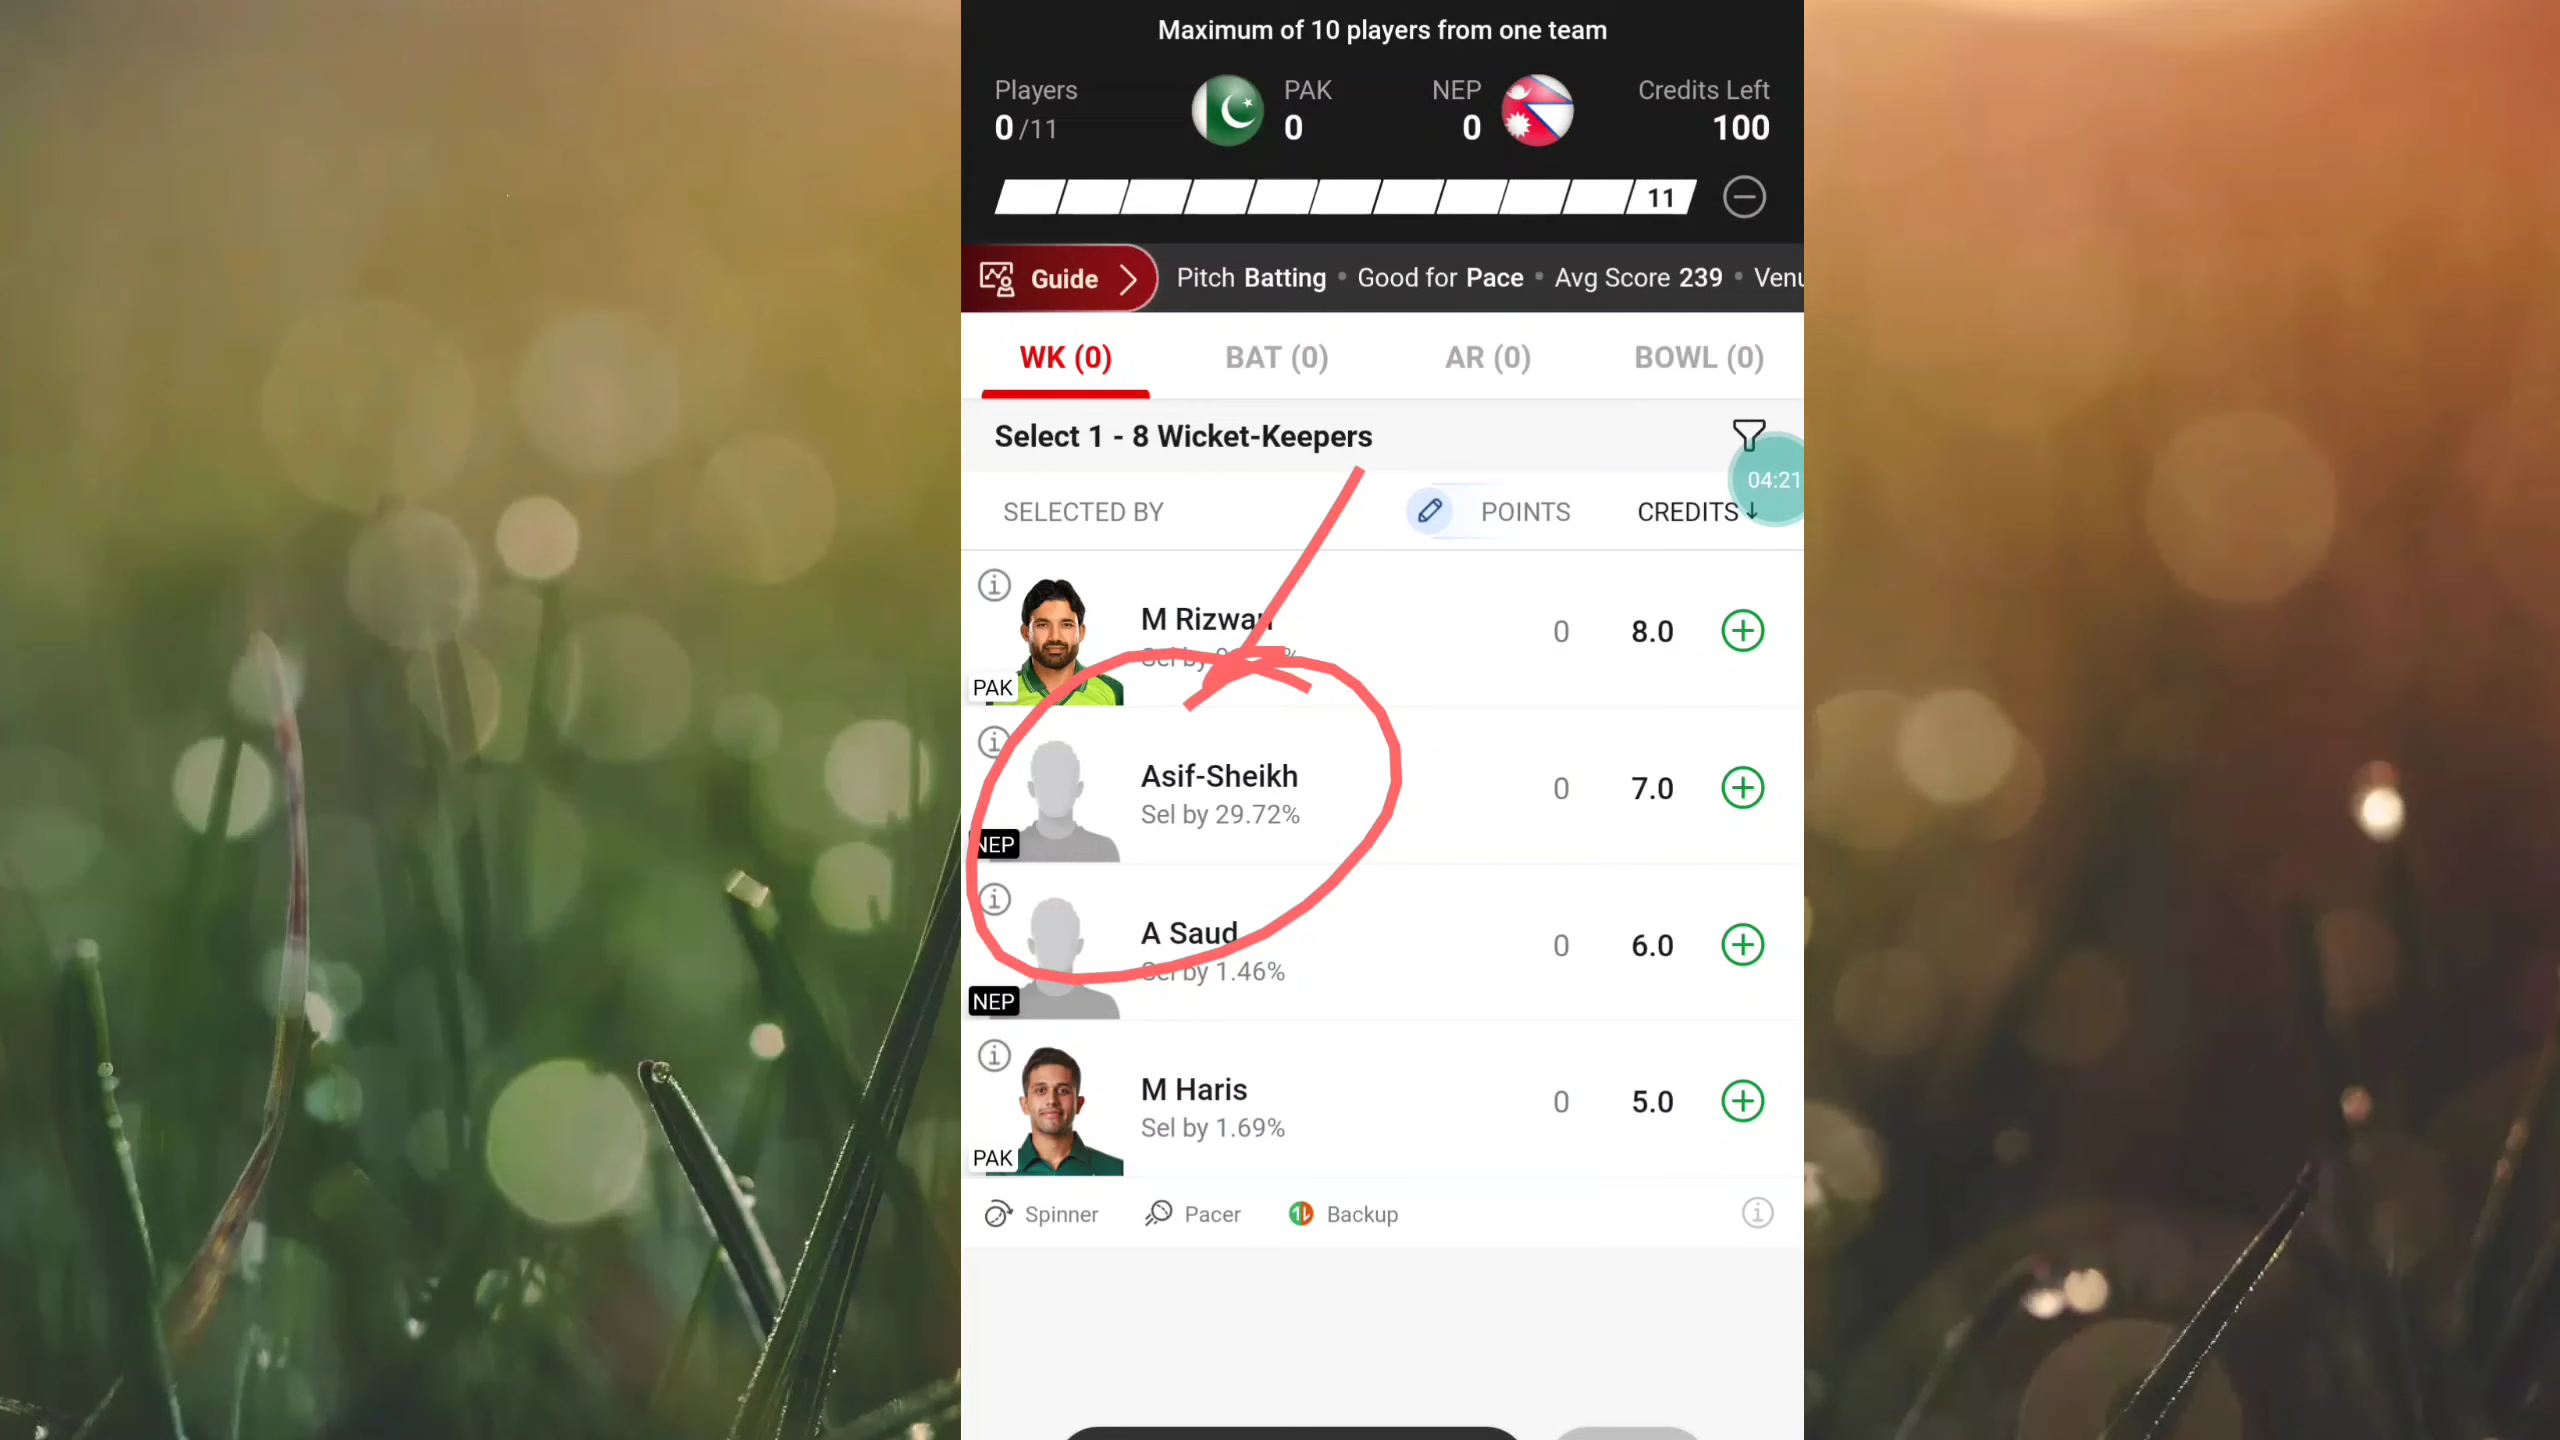 Maximum of 10 players from one team
Players
0/11
PAK
0
NEP
0
Credits Left
100
11
Guide
Pitch Batting • Good for Pace • Avg Score 239 •
WK (0)
BAT (0)
AR (0)
BOWL (0)
Select 1 - 8 Wicket-Keepers
04:21
SELECTED BY
POINTS
CREDITS↓
M Rizwan
Sel by
PAK
0
8.0
Asif-Sheikh
Sel by 29.72%
NEP
0
7.0
A Saud
Sel by 1.46%
NEP
0
6.0
M Haris
Sel by 1.69%
PAK
0
5.0
Spinner
Pacer
Backup